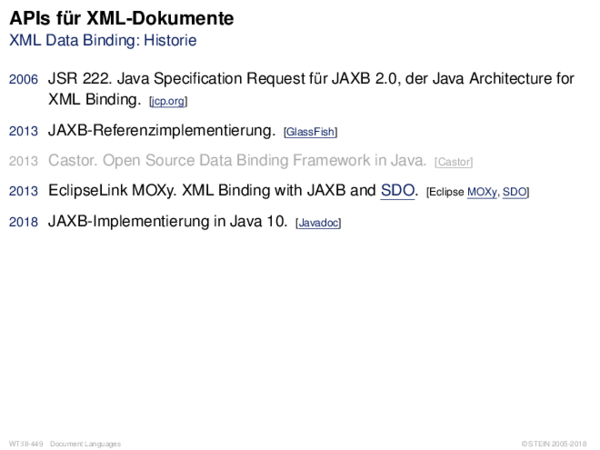 APIs für XML-Dokumente
XML Data Binding: Historie
2006 JSR 222. Java Specification Request für JAXB 2.0, der Java Architecture for
XML Binding. [jcp.org]
2013 JAXB-Referenzimplementierung. [GlassFish]
2013 Castor. Open Source Data Binding Framework in Java. [Castor]
2013 EclipseLink MOXy. XML Binding with JAXB and SDO. [Eclipse MOXy, SDO]
2018 JAXB-Implementierung in Java 10. [Javadoc]
WT:III-449 Document Languages © STEIN 2005-2018